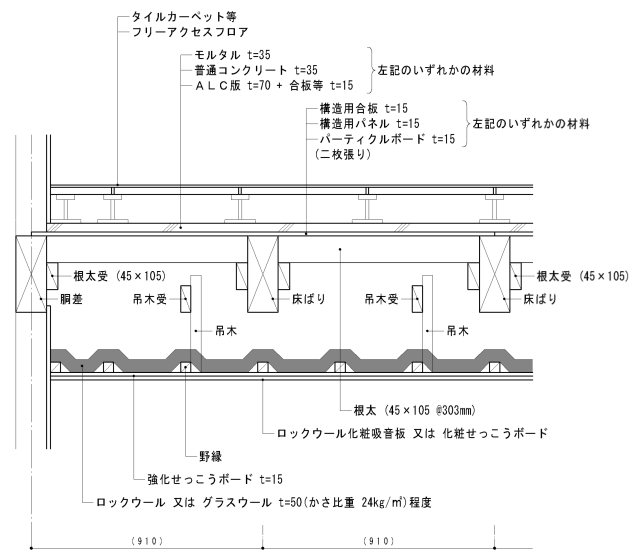 タイルカーペット等
フリーアクセスフロア
モルタル t=35
普通コンクリート t=35
ＡＬＣ版 t=70 + 合板等 t=15
左記のいずれかの材料
構造用合板 t=15
構造用パネル t=15
パーティクルボード t=15
(二枚張り)
左記のいずれかの材料
根太受 (45×105)
胴差
吊木受
床ばり
吊木受
根太受 (45×105)
床ばり
吊木
吊木
根太 (45×105 @303mm)
ロックウール化粧吸音板 又は 化粧せっこうボード
野縁
強化せっこうボード t=15
ロックウール 又は グラスウール t=50(かさ比重 24kg/㎥)程度
(910)
(910)